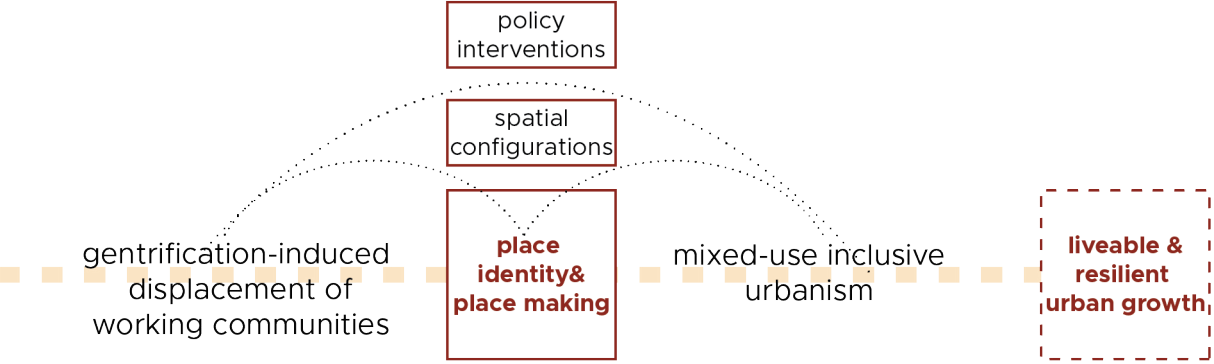 policy
interventions
spatial
configurations
gentrification-induced
displacement of
working communities
place
identity&
place making
mixed-use inclusive
urbanism
liveable &
resilient
urban growth